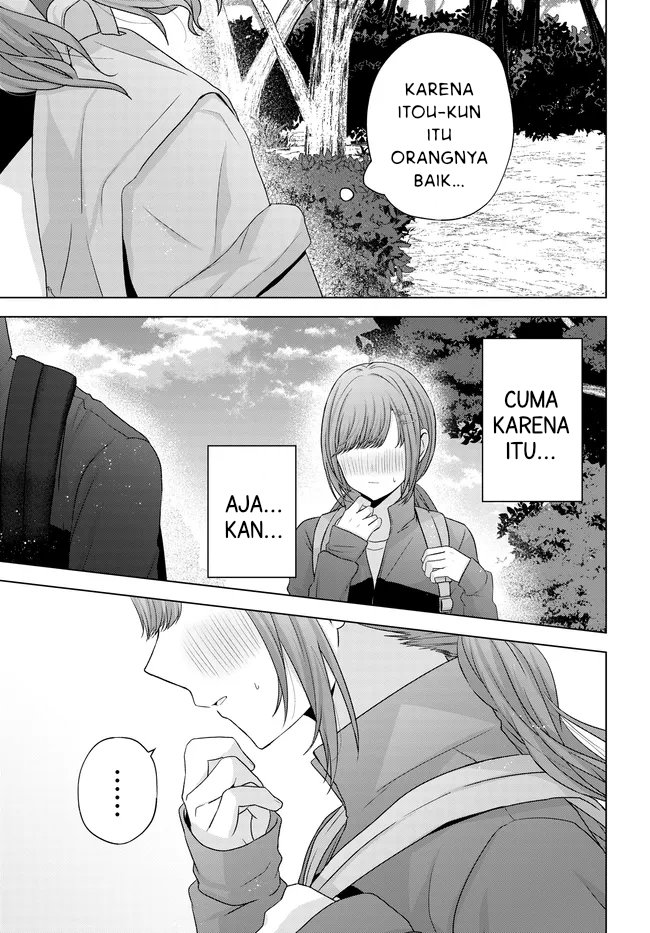 KARENA
ITOU-KUN
ITU
ORANGNYA
BAIK...
CUMA
KARENA
ITU...
AJA...
KAN...
......